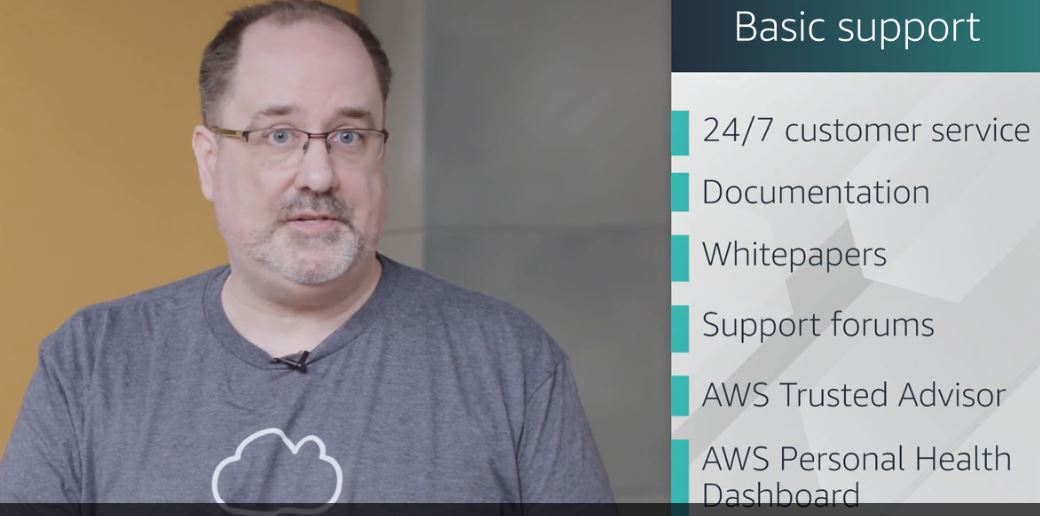 Basic support
24/7 customer service
Documentation
Whitepapers
Support forums
AWS Trusted Advisor
AWS Personal Health
Dashboard